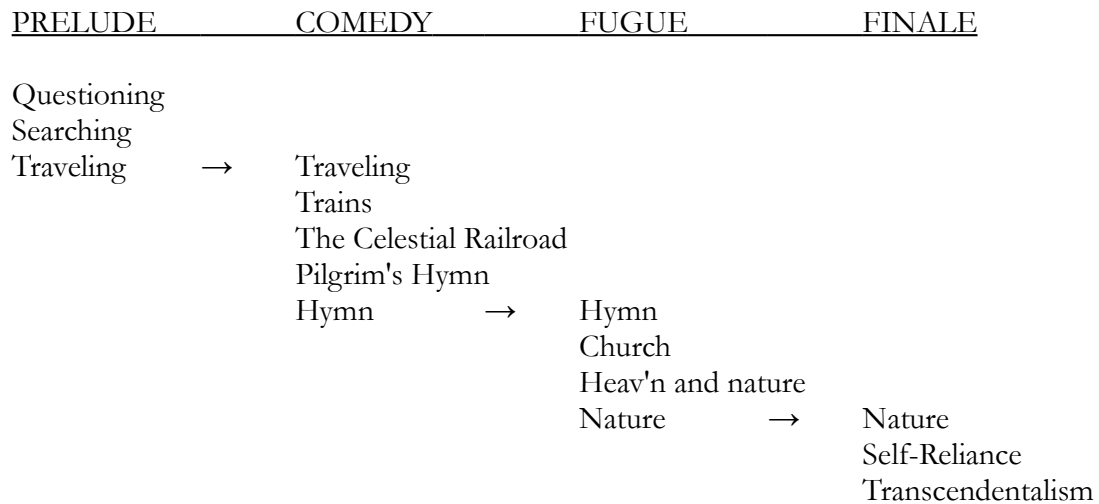 PRELUDE COMEDY FUGUE FINALE
Questioning
Searching
Traveling → Traveling
Trains
The Celestial Railroad
Pilgrim's Hymn
Hymn → Hymn
Church
Heav'n and nature
Nature → Nature
Self-Reliance
Transcendentalism